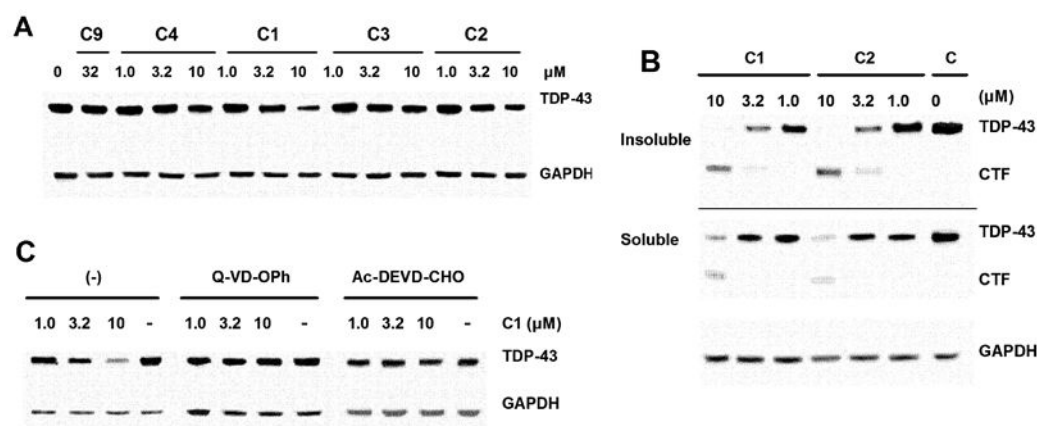 A
C9 C4 C1 C3 C2
0 32 1.0 3.2 10 1.0 3.2 10 1.0 3.2 10 1.0 3.2 10 µM
TDP-43
GAPDH
B
C1 C2 C
10 3.2 1.0 10 3.2 1.0 0 (µM)
Insoluble TDP-43
CTF
Soluble TDP-43
CTF
GAPDH
C
(-) Q-VD-OPh Ac-DEVD-CHO
1.0 3.2 10 - 1.0 3.2 10 - 1.0 3.2 10 - C1 (µM)
TDP-43
GAPDH